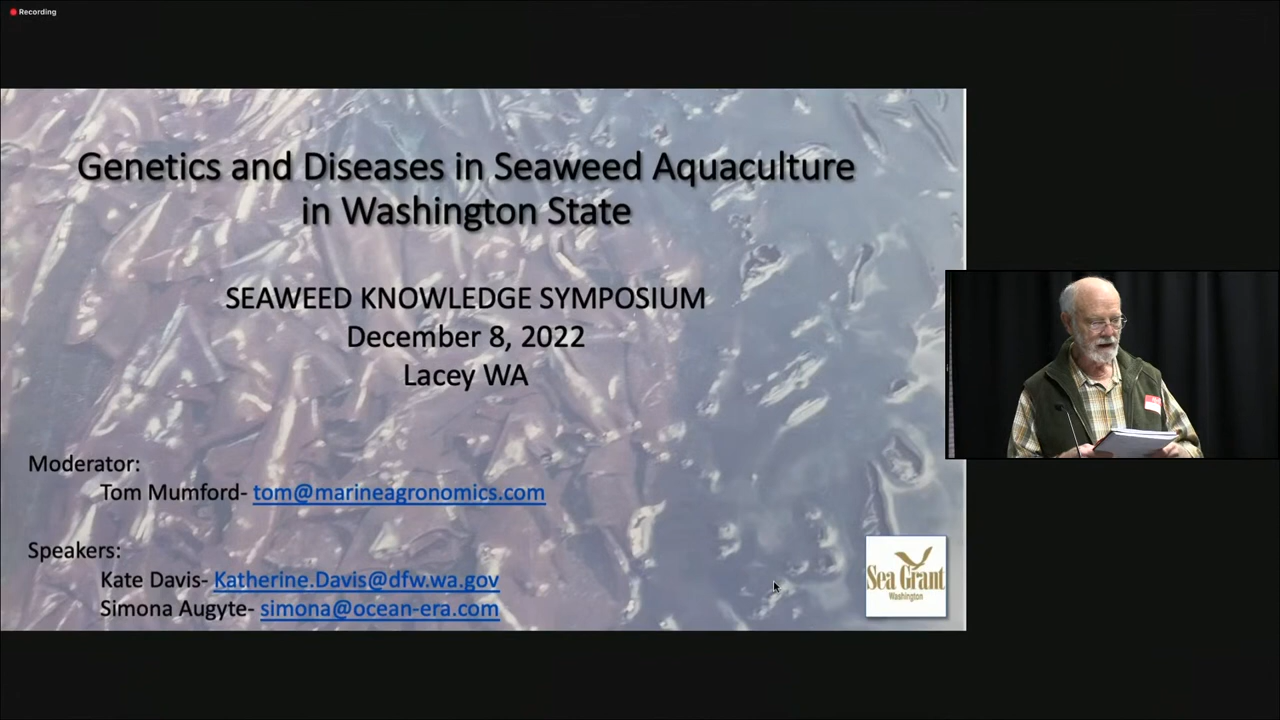 Recording
Genetics and Diseases in Seaweed Aquaculture
in Washington State
SEAWEED KNOWLEDGE SYMPOSIUM
December 8, 2022
Lacey WA
Moderator:
Tom Mumford- tom@marineagronomics.com
Speakers:
Kate Davis- Katherine.Davis@dfw.wa.gov
Simona Augyte- simona@ocean-era.com
Sea Grant
Washington